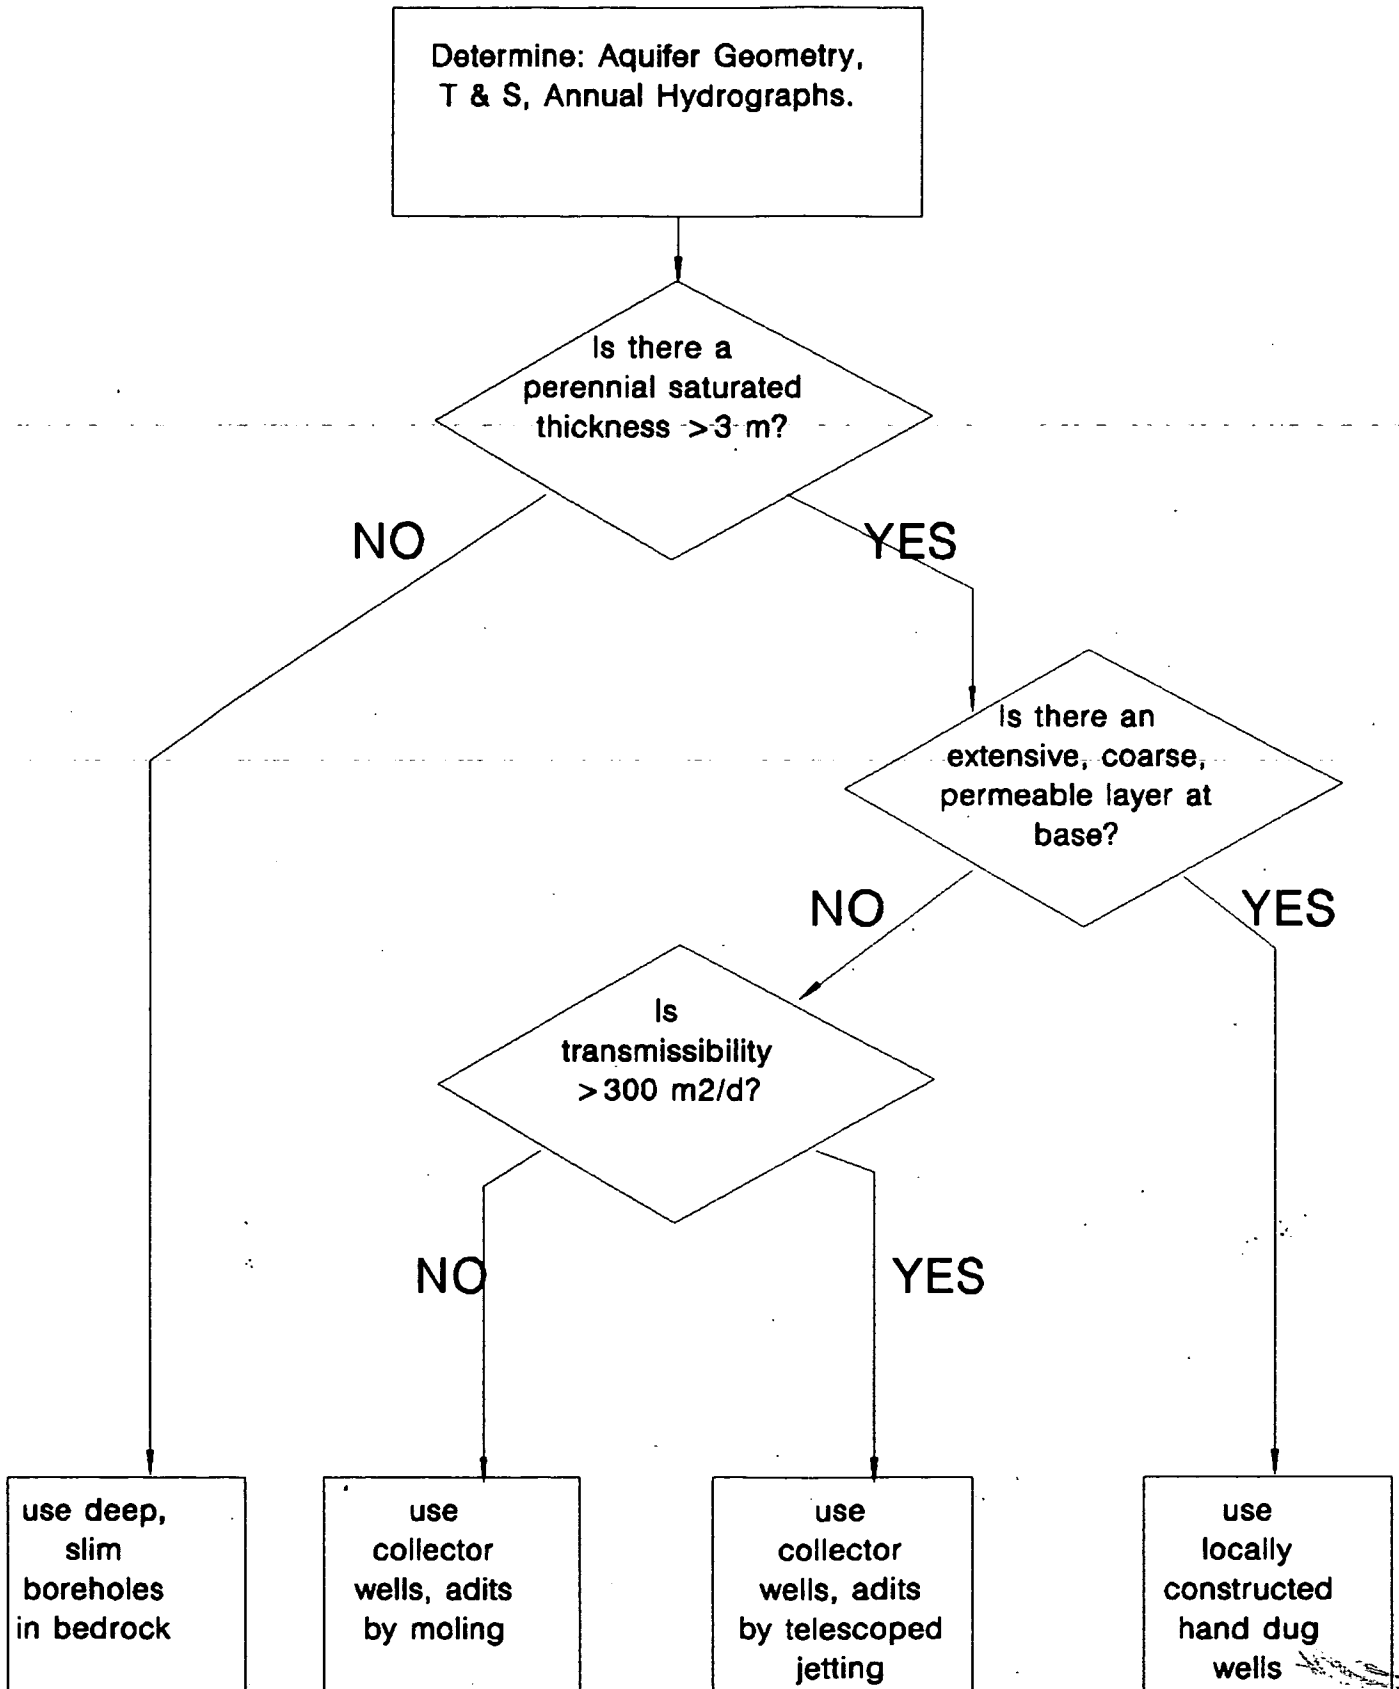 Determine: Aquifer Geometry,
T & S, Annual Hydrographs.
Is there a
perennial saturated
thickness >3 m?
NO
YES
Is there an
extensive, coarse,
permeable layer at
base?
NO
YES
Is
transmissibility
>300 m2/d?
NO
YES
use deep,
slim
boreholes
in bedrock
use
collector
wells, adits
by moling
use
collector
wells, adits
by telescoped
jetting
use
locally
constructed
hand dug
wells